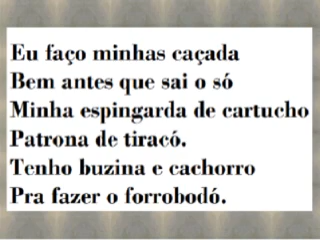 Eu faço minhas caçada
Bem antes que sai o só
Minha espingarda de cartucho
Patrona de tiracó.
Tenho buzina e cachorro
Pra fazer o forrobodó.